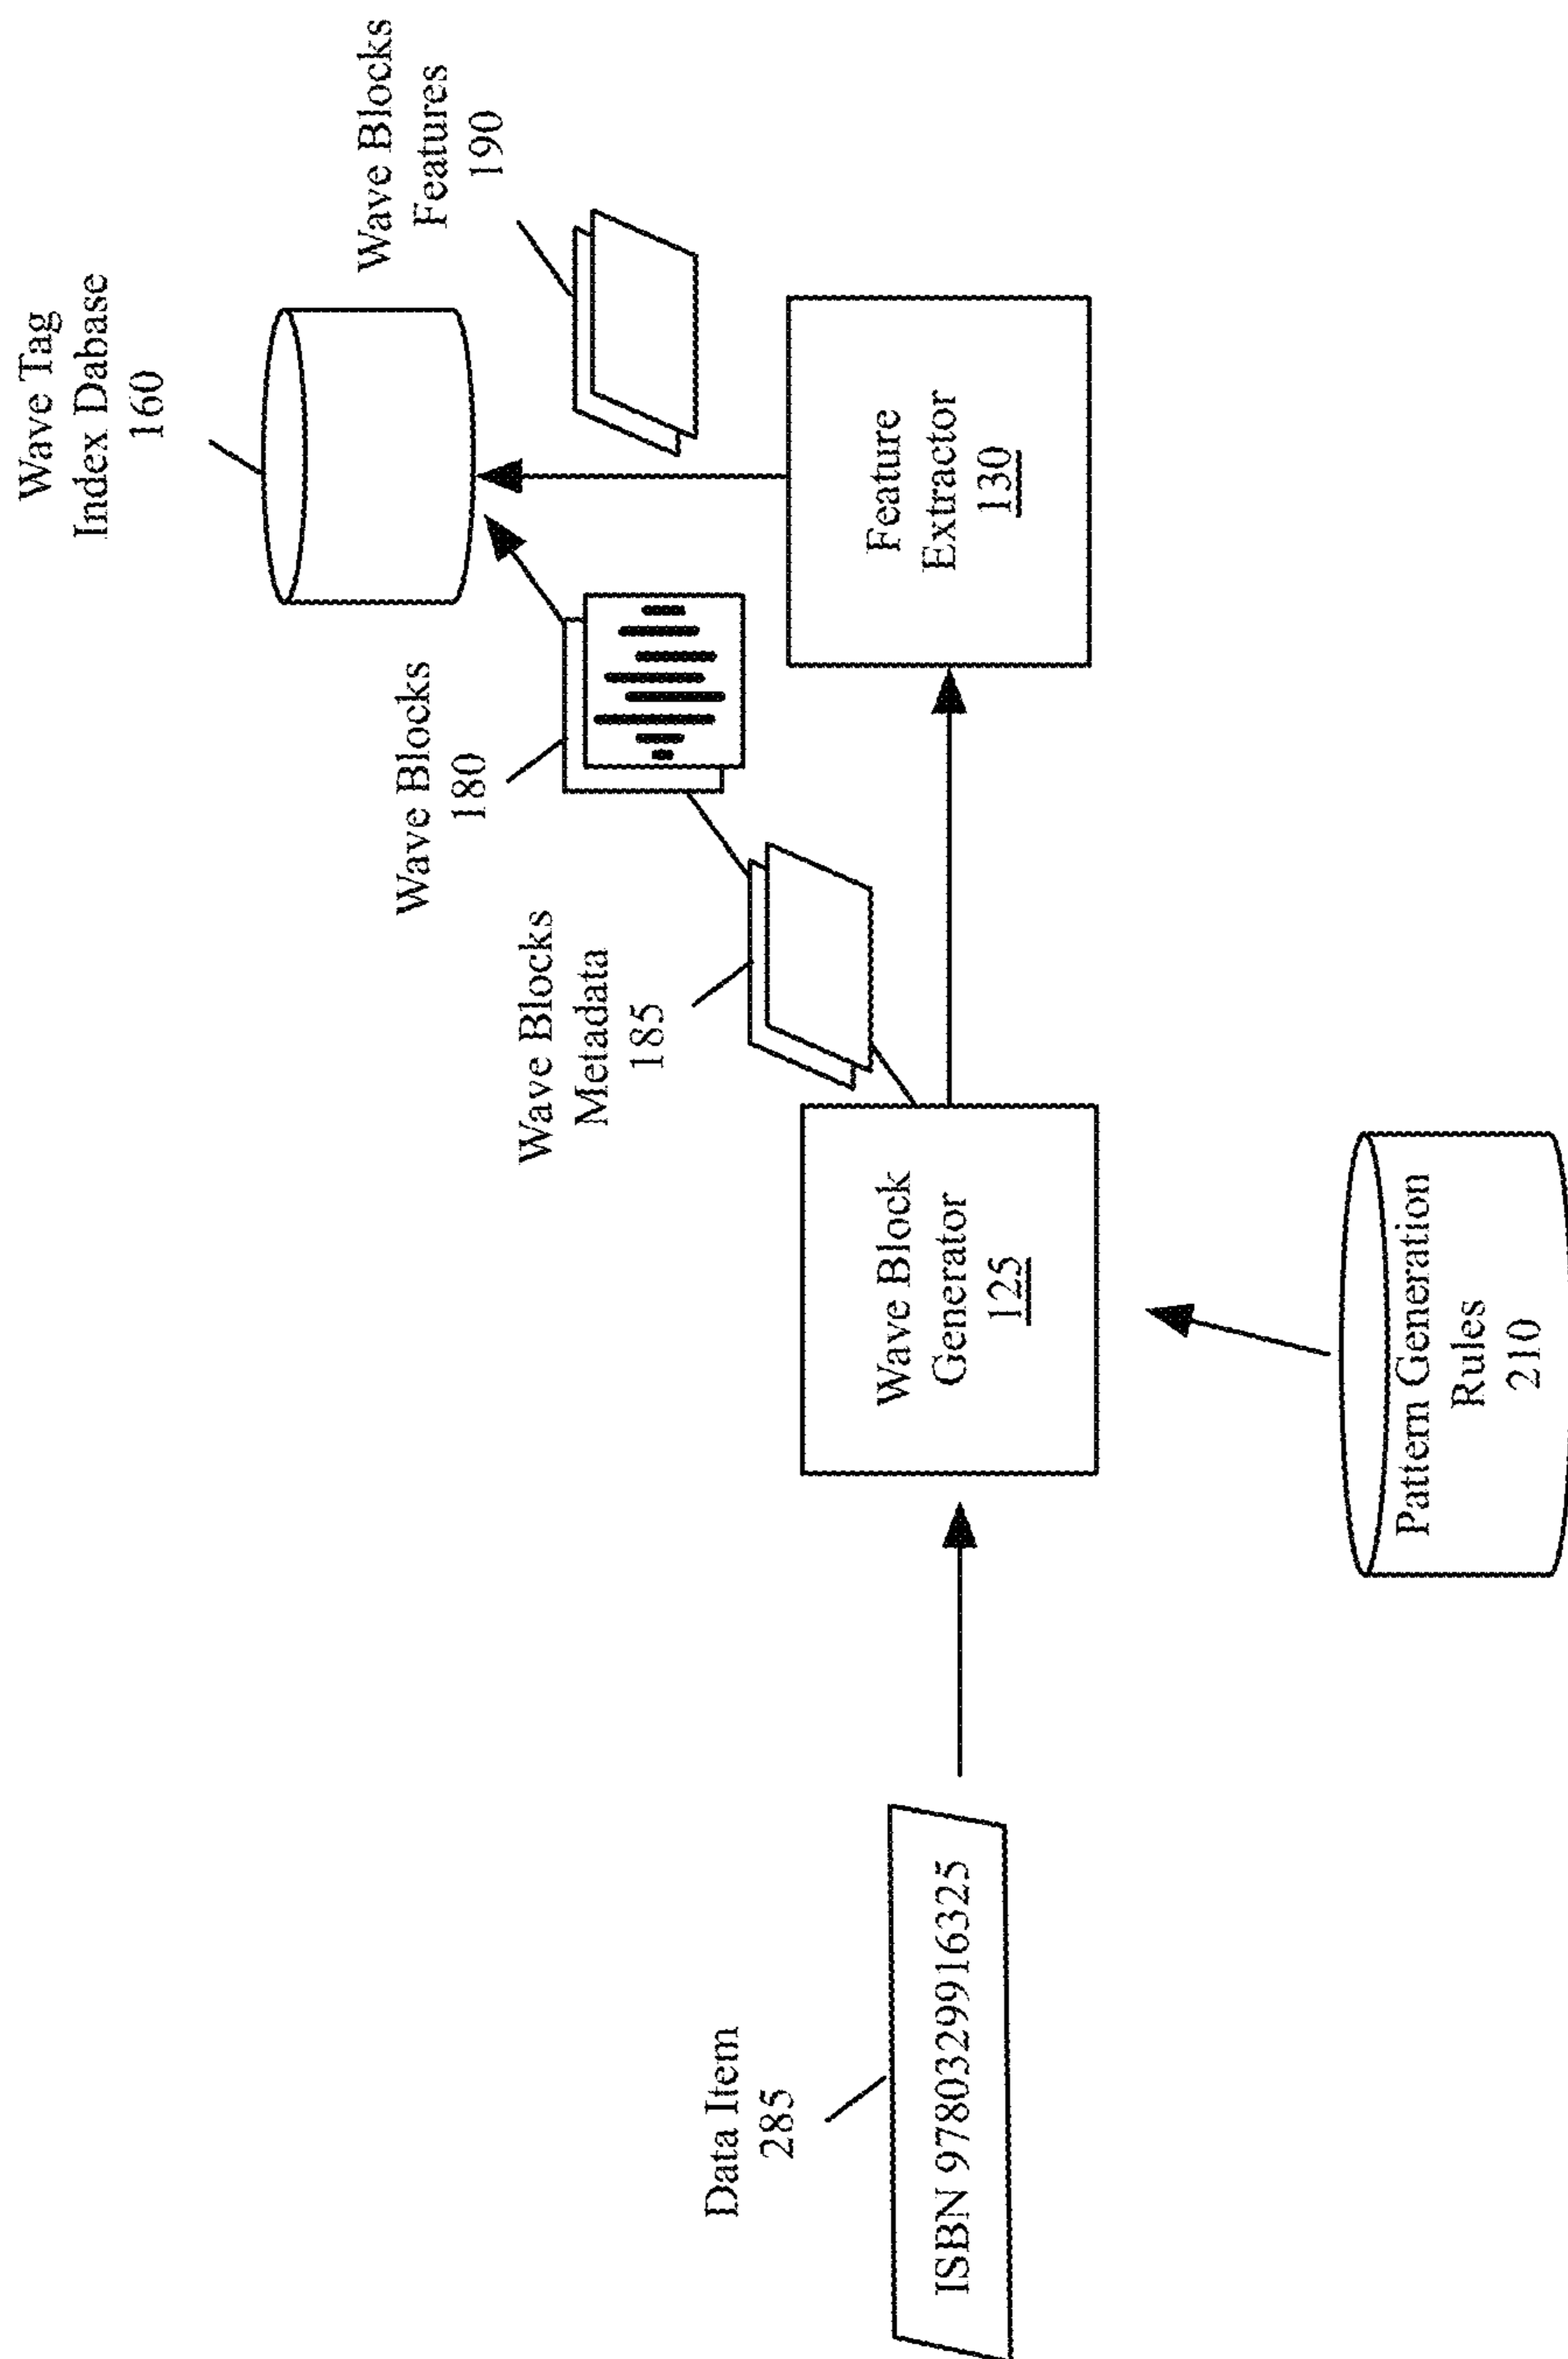 Wave Tag
Index Dabase
160
Wave Blocks
Features
190
Wave Blocks
180
Wave Blocks
Metadata
185
Feature
Extractor
130
Wave Block
Generator
125
Pattern Generation
Rules
210
Data Item
285
ISBN 9780329916325